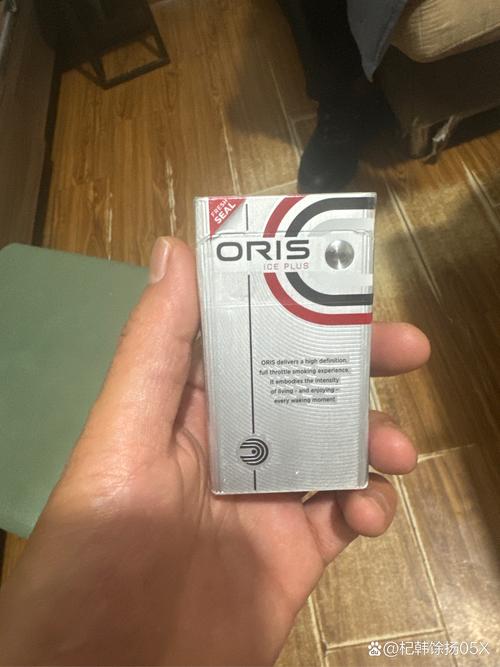 FRESH
SEAL
ORIS
ICE PLUS
ORIS delivers a high definition,
full throttle smoking experience.
It embodies the intensity
of living - and enjoying -
every waking moment.
@杞韩馀扬05X